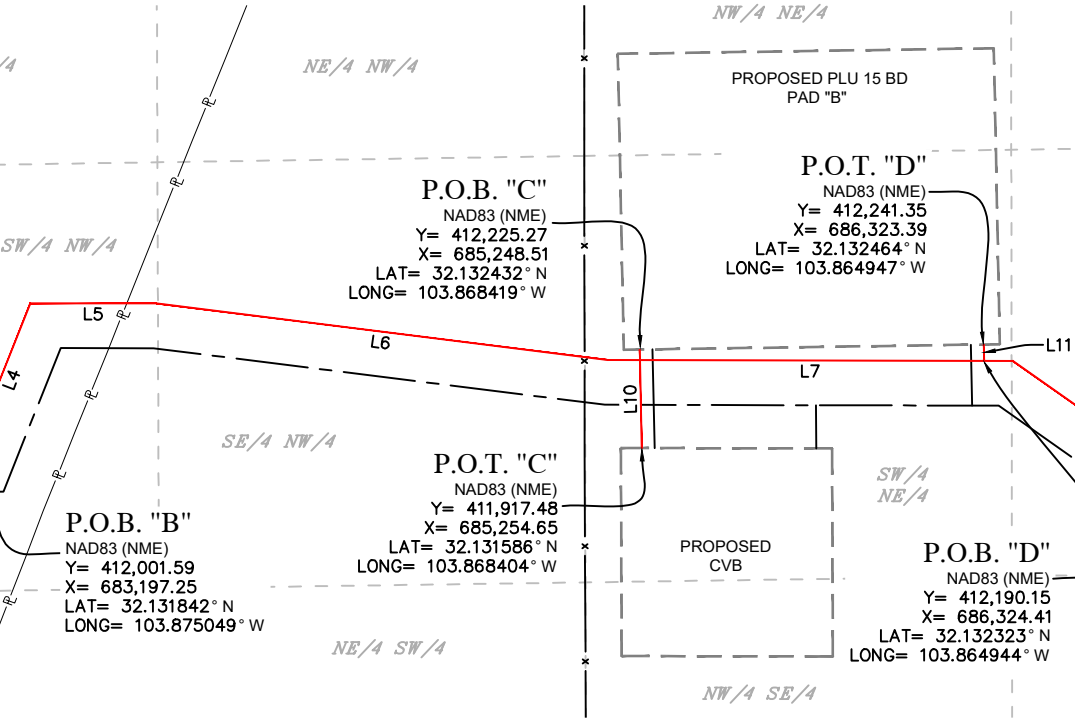 NW/4 NE/4
/4
NE/4 NW/4
PROPOSED PLU 15 BD
PAD "B"
P.O.B. "C"
NAD83 (NME)
Y= 412,225.27
X= 685,248.51
LAT= 32.132432° N
LONG= 103.868419° W
P.O.T. "D"
NAD83 (NME)
Y= 412,241.35
X= 686,323.39
LAT= 32.132464° N
LONG= 103.864947° W
SW/4 NW/4
L5
L6
L11
L4
L7
L10
SE/4 NW/4
P.O.T. "C"
NAD83 (NME)
Y= 411,917.48
X= 685,254.65
LAT= 32.131586° N
LONG= 103.868404° W
SW/4
NE/4
P.O.B. "B"
NAD83 (NME)
Y= 412,001.59
X= 683,197.25
LAT= 32.131842° N
LONG= 103.875049° W
PROPOSED
CVB
P.O.B. "D"
NAD83 (NME)
Y= 412,190.15
X= 686,324.41
LAT= 32.132323° N
LONG= 103.864944° W
NE/4 SW/4
NW/4 SE/4